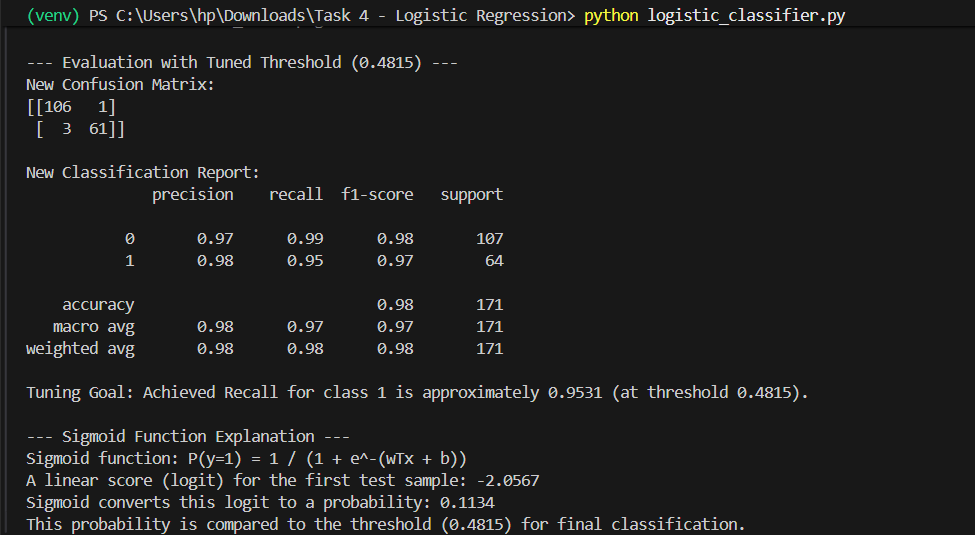 (venv) PS C:\Users\hp\Downloads\Task 4 - Logistic Regression> python logistic_classifier.py
--- Evaluation with Tuned Threshold (0.4815) ---
New Confusion Matrix:
[[106   1]
 [  3  61]]
New Classification Report:
              precision    recall  f1-score   support
           0       0.97      0.99      0.98       107
           1       0.98      0.95      0.97        64
    accuracy                           0.98       171
   macro avg       0.98      0.97      0.97       171
weighted avg       0.98      0.98      0.98       171
Tuning Goal: Achieved Recall for class 1 is approximately 0.9531 (at threshold 0.4815).
--- Sigmoid Function Explanation ---
Sigmoid function: P(y=1) = 1 / (1 + e^-(wTx + b))
A linear score (logit) for the first test sample: -2.0567
Sigmoid converts this logit to a probability: 0.1134
This probability is compared to the threshold (0.4815) for final classification.